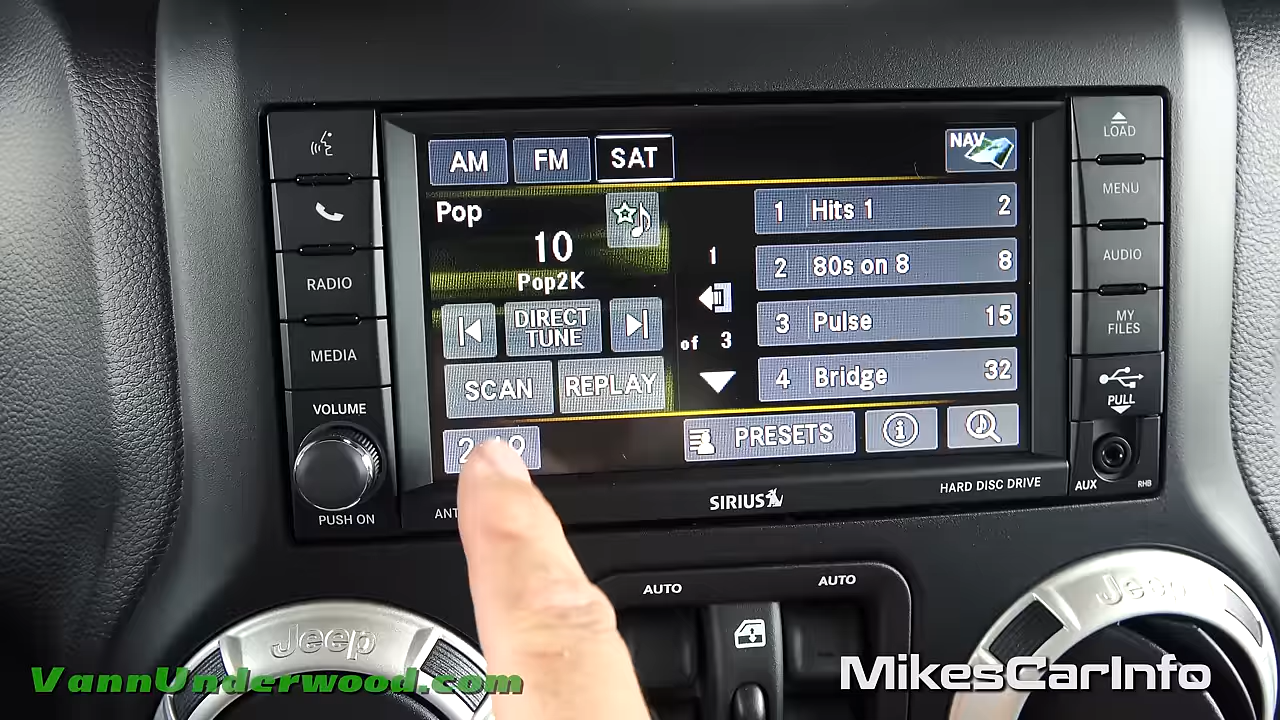 AM FM SAT NAV
LOAD
MENU
AUDIO
MY
FILES
PULL
AUX
RHB
RADIO
MEDIA
VOLUME
PUSH ON
Pop
10
Pop2K
DIRECT
TUNE
SCAN REPLAY
1
of 3
1 Hits 1 2
2 80s on 8 8
3 Pulse 15
4 Bridge 32
PRESETS
SIRIUS
HARD DISC DRIVE
AUTO AUTO
Jeep
Jeep
VannUnderwood.com
MikesCarInfo